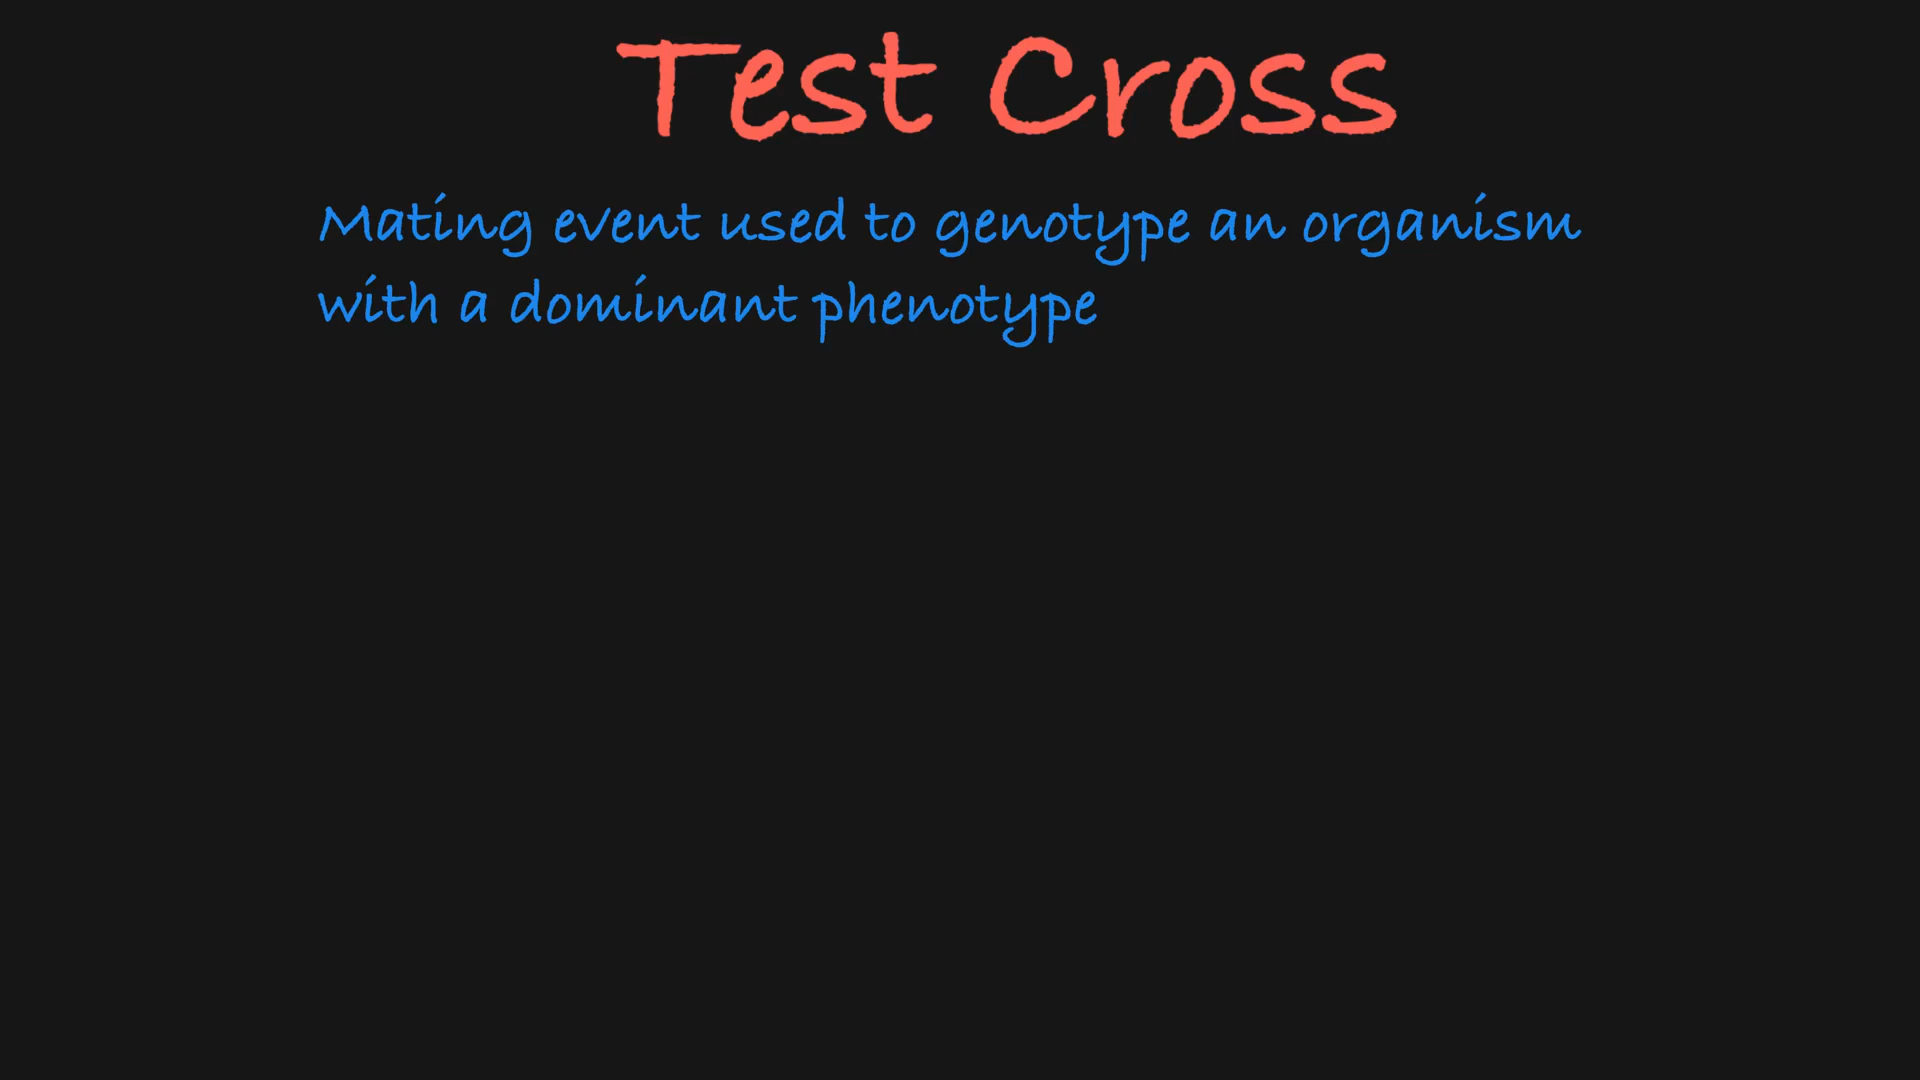 Test Cross
Mating event used to genotype an organism
with a dominant phenotype